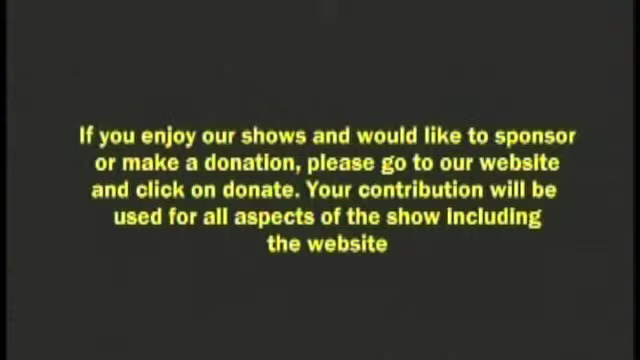 If you enjoy our shows and would like to sponsor
or make a donation, please go to our website
and click on donate. Your contribution will be
used for all aspects of the show including
the website